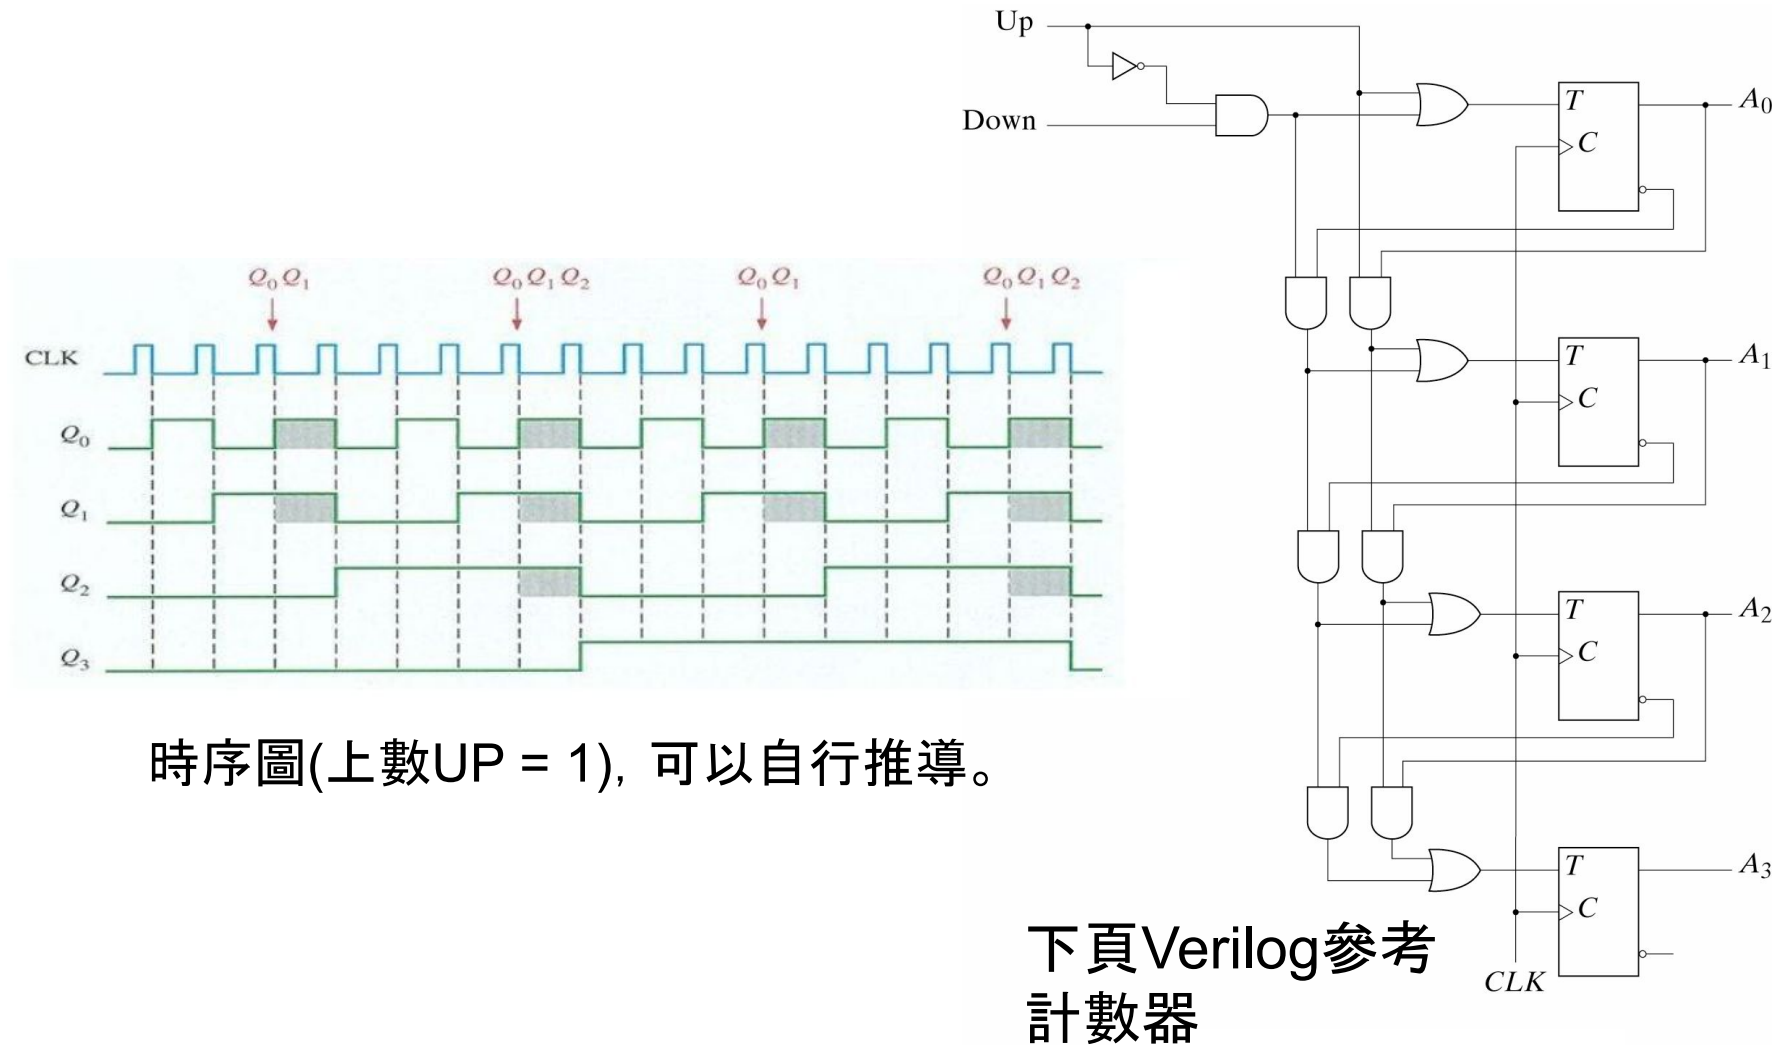 Up
Down
T
C
A0
T
C
A1
T
C
A2
T
C
A3
CLK
Q0Q1
Q0Q1Q2
Q0Q1
Q0Q1Q2
CLK
Q0
Q1
Q2
Q3
時序圖(上數UP = 1), 可以自行推導。
下頁Verilog參考
計數器